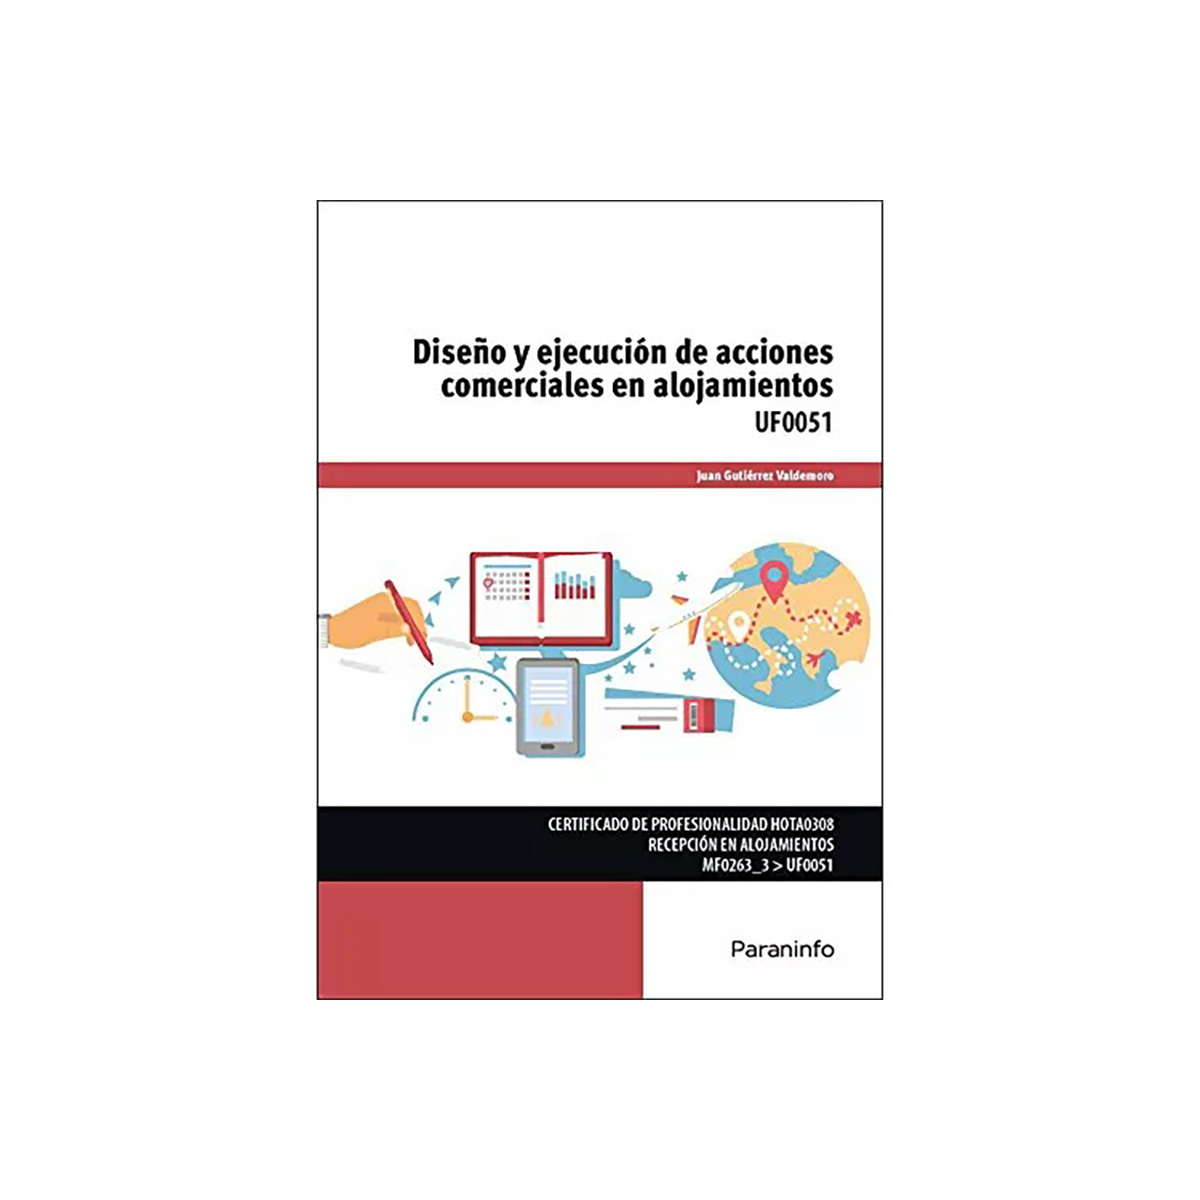 Diseño y ejecución de acciones
comerciales en alojamientos
UF0051
Juan Gutiérrez Valdemoro
CERTIFICADO DE PROFESIONALIDAD HOTA0308
RECEPCIÓN EN ALOJAMIENTOS
MF0263_3 > UF0051
Paraninfo